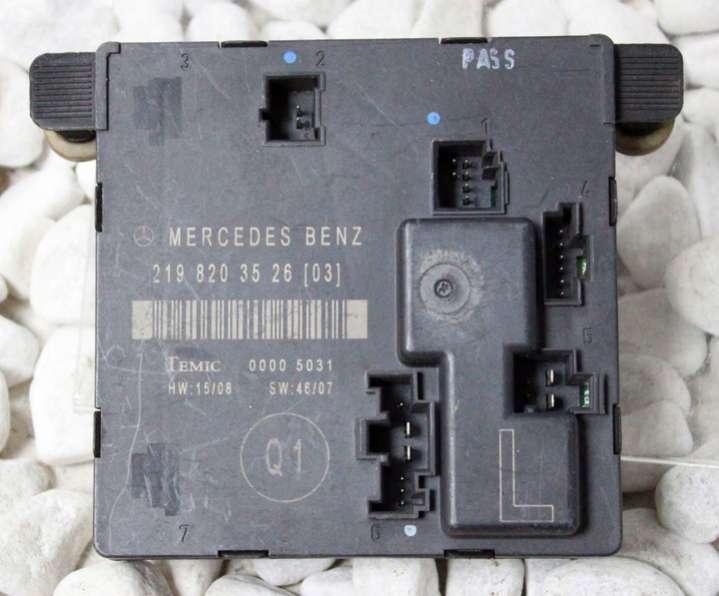 3
2
PASS
1
4
MERCEDES BENZ
219 820 35 26 [03]
5
TEMIC 0000 5031
HW:15/08 SW:46/07
Q1
L
7
6